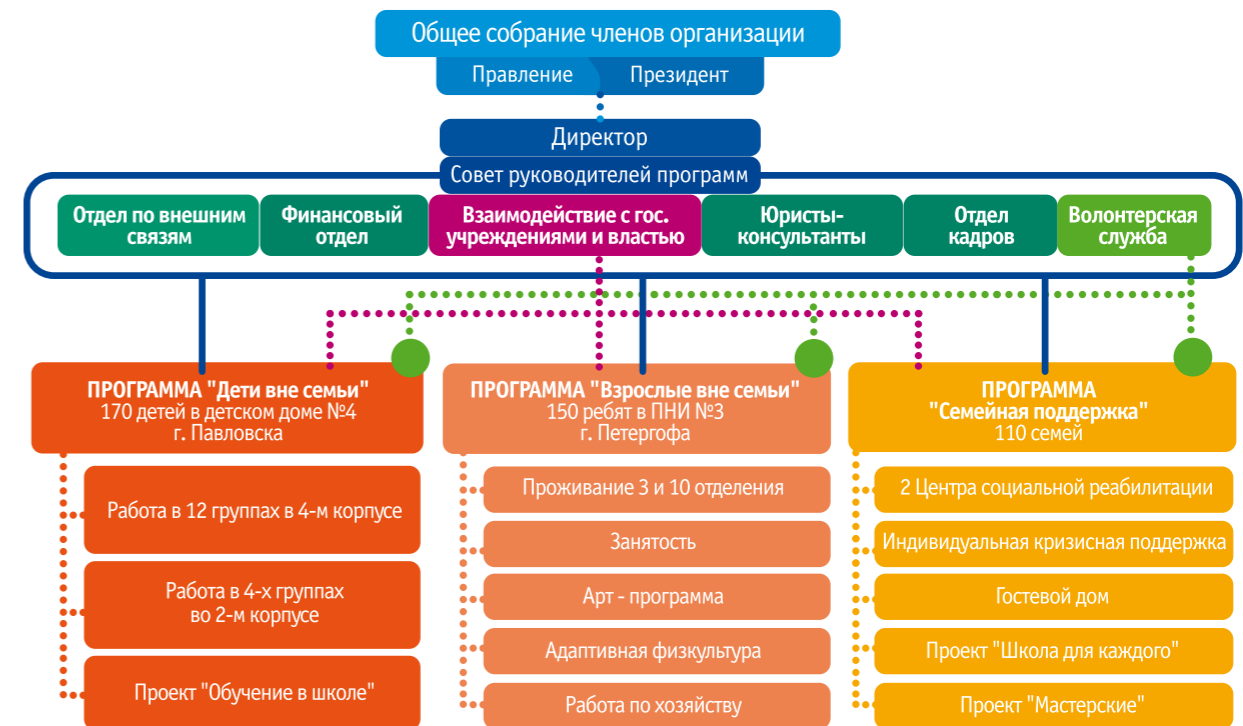 Общее собрание членов организации
Правление
Президент
Директор
Совет руководителей программ
Отдел по внешним
связям
Финансовый
отдел
Взаимодействие с гос.
учреждениями и властью
Юристы-
консультанты
Отдел
кадров
Волонтерская
служба
ПРОГРАММА "Дети вне семьи"
170 детей в детском доме №4
г. Павловска
Работа в 12 группах в 4-м корпусе
Работа в 4-х группах
во 2-м корпусе
Проект "Обучение в школе"
ПРОГРАММА "Взрослые вне семьи"
150 ребят в ПНИ №3
г. Петергофа
Проживание 3 и 10 отделения
Занятость
Арт - программа
Адаптивная физкультура
Работа по хозяйству
ПРОГРАММА
"Семейная поддержка"
110 семей
2 Центра социальной реабилитации
Индивидуальная кризисная поддержка
Гостевой дом
Проект "Школа для каждого"
Проект "Мастерские"